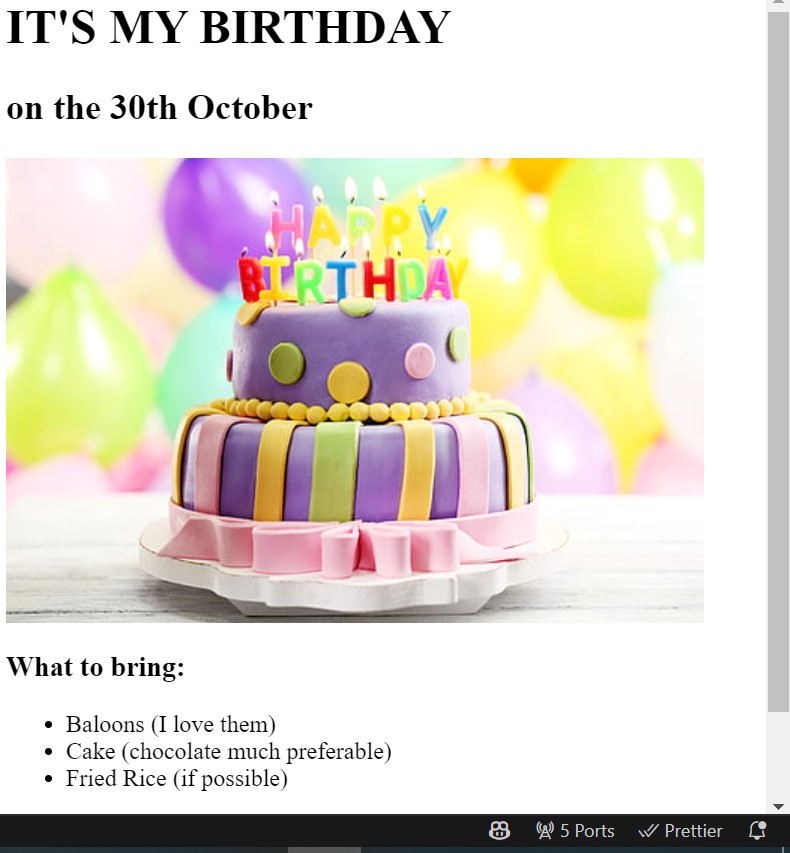 IT'S MY BIRTHDAY
on the 30th October
HAPPY
BIRTHDAY
What to bring:
Baloons (I love them)
Cake (chocolate much preferable)
Fried Rice (if possible)
5 Ports Prettier